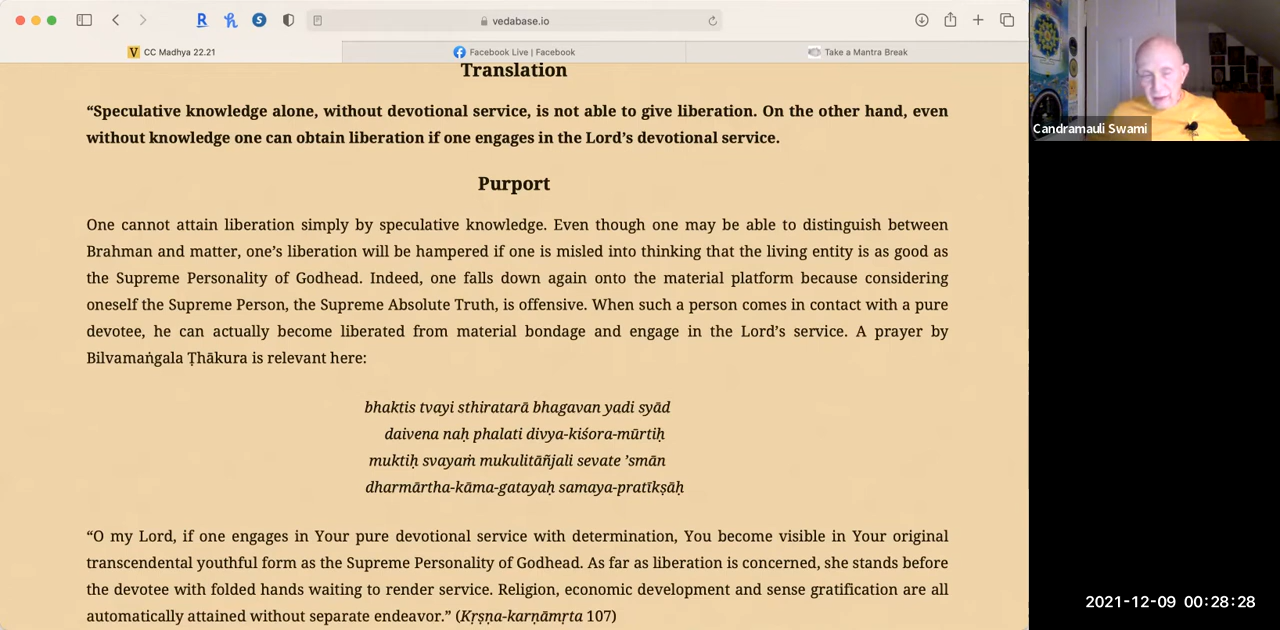 vedabase.io
CC Madhya 22.21
Facebook Live | Facebook
Take a Mantra Break
Translation
“Speculative knowledge alone, without devotional service, is not able to give liberation. On the other hand, even
without knowledge one can obtain liberation if one engages in the Lord’s devotional service.
Purport
One cannot attain liberation simply by speculative knowledge. Even though one may be able to distinguish between
Brahman and matter, one’s liberation will be hampered if one is misled into thinking that the living entity is as good as
the Supreme Personality of Godhead. Indeed, one falls down again onto the material platform because considering
oneself the Supreme Person, the Supreme Absolute Truth, is offensive. When such a person comes in contact with a pure
devotee, he can actually become liberated from material bondage and engage in the Lord’s service. A prayer by
Bilvamaṅgala Ṭhākura is relevant here:
bhaktis tvayi sthiratarā bhagavan yadi syād
daivena naḥ phalati divya-kiśora-mūrtiḥ
muktiḥ svayaṁ mukulitāñjali sevate ’smān
dharmārtha-kāma-gatayaḥ samaya-pratīkṣāḥ
“O my Lord, if one engages in Your pure devotional service with determination, You become visible in Your original
transcendental youthful form as the Supreme Personality of Godhead. As far as liberation is concerned, she stands before
the devotee with folded hands waiting to render service. Religion, economic development and sense gratification are all
automatically attained without separate endeavor.” (Kṛṣṇa-karṇāmṛta 107)
Candramauli Swami
2021-12-09 00:28:28